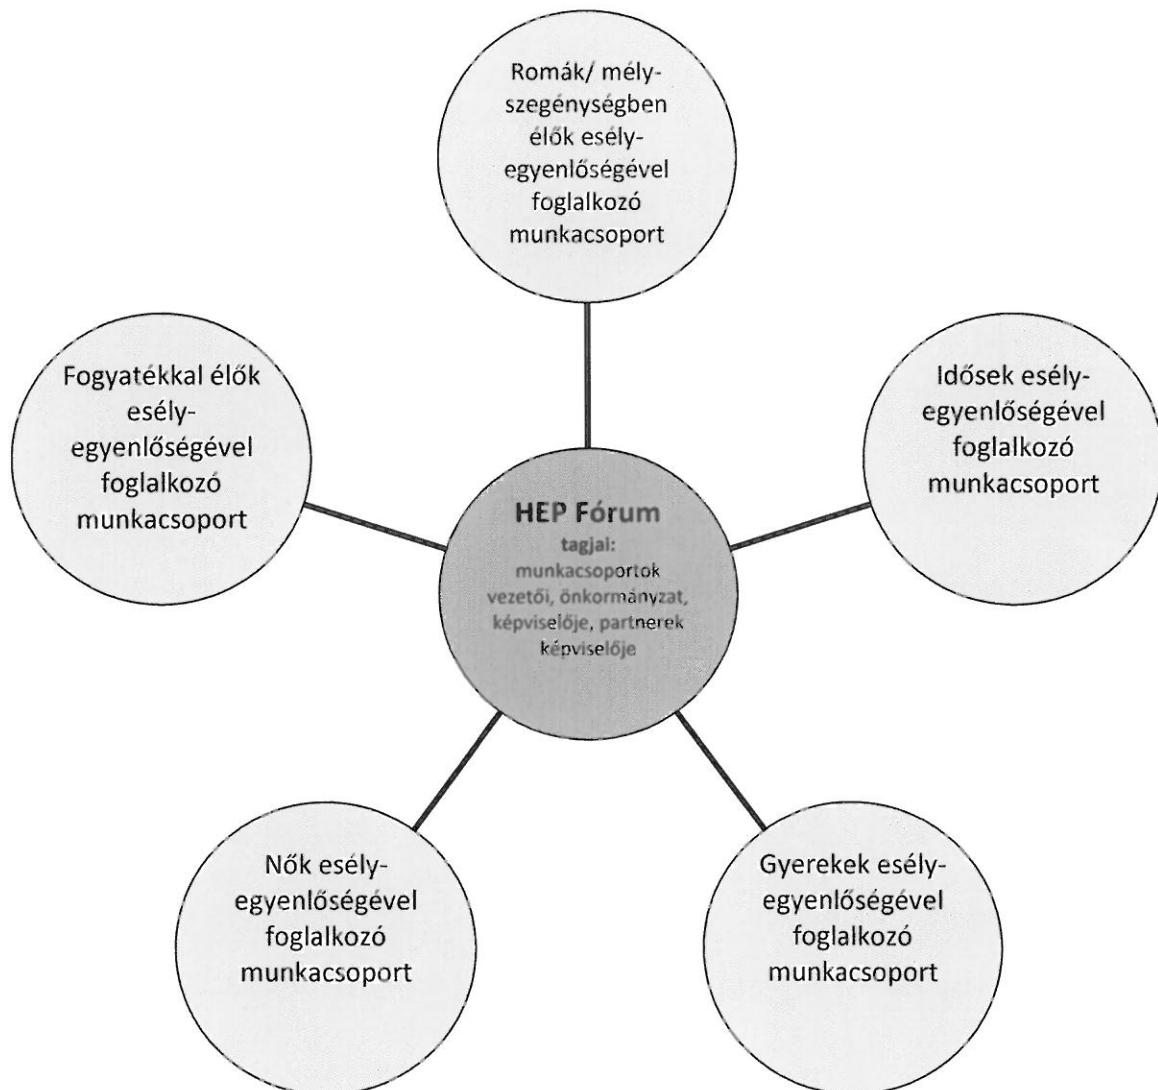 Romák/ mély-
szegénységben
élők esély-
egyenlőségével
foglalkozó
munkacsoport
Fogyatékkal élők
esély-
egyenlőségével
foglalkozó
munkacsoport
Idősek esély-
egyenlőségével
foglalkozó
munkacsoport
HEP Fórum
tagjai:
munkacsoportok
vezetői, önkormányzat,
képviselője, partnerek
képviselője
Nők esély-
egyenlőségével
foglalkozó
munkacsoport
Gyerekek esély-
egyenlőségével
foglalkozó
munkacsoport